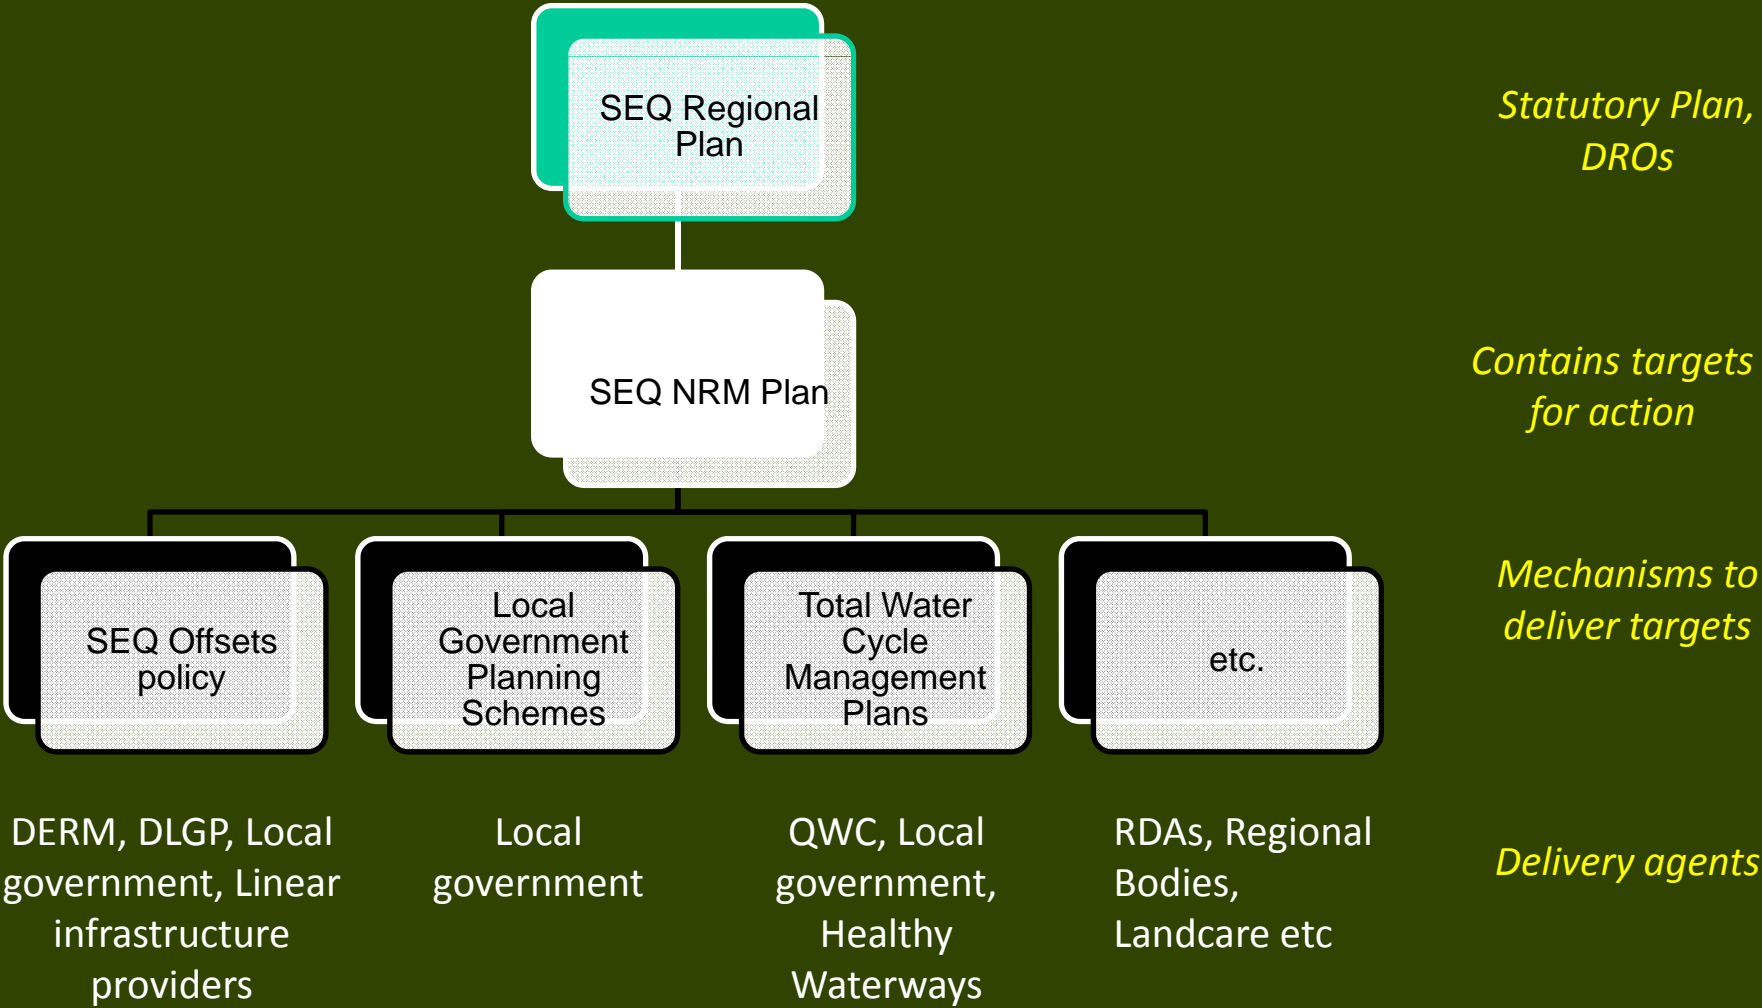 SEQ Regional
Plan
Statutory Plan,
DROs
SEQ NRM Plan
Contains targets
for action
SEQ Offsets
policy
Local
Government
Planning
Schemes
Total Water
Cycle
Management
Plans
etc.
Mechanisms to
deliver targets
DERM, DLGP, Local
government, Linear
infrastructure
providers
Local
government
QWC, Local
government,
Healthy
Waterways
RDAs, Regional
Bodies,
Landcare etc
Delivery agents